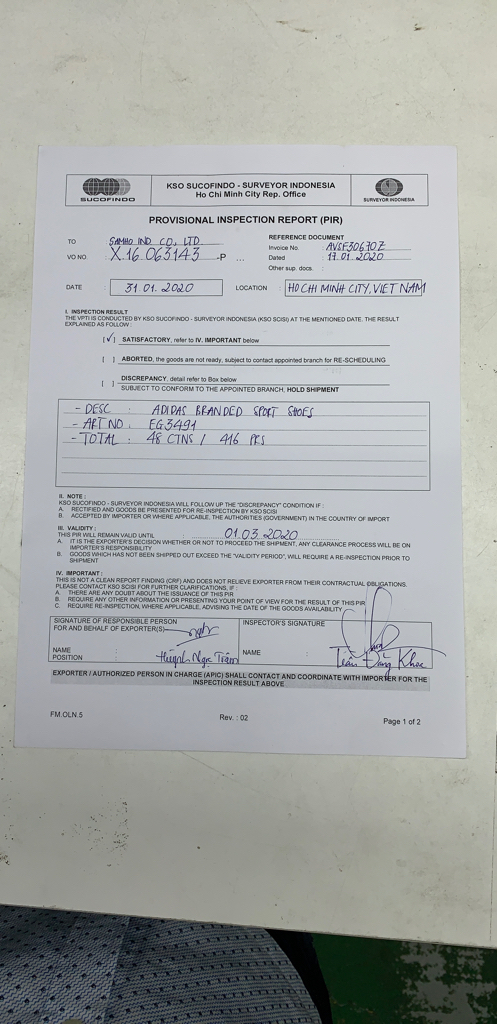 SUCOFINDO
KSO SUCOFINDO - SURVEYOR INDONESIA
Ho Chi Minh City Rep. Office
SURVEYOR INDONESIA
PROVISIONAL INSPECTION REPORT (PIR)
TO SAMHO IND CO., LTD
VO NO. X.16.063143 -P ...
REFERENCE DOCUMENT
Invoice No. : AVSF30670Z
Dated : 17.01.2020
Other sup. docs. :
DATE : 31.01.2020 LOCATION : HO CHI MINH CITY, VIET NAM
I. INSPECTION RESULT
THE VPTI IS CONDUCTED BY KSO SUCOFINDO - SURVEYOR INDONESIA (KSO SCISI) AT THE MENTIONED DATE. THE RESULT
EXPLAINED AS FOLLOW :
[✓] SATISFACTORY, refer to IV. IMPORTANT below
[ ] ABORTED, the goods are not ready, subject to contact appointed branch for RE-SCHEDULING
[ ] DISCREPANCY, detail refer to Box below
SUBJECT TO CONFORM TO THE APPOINTED BRANCH, HOLD SHIPMENT
- DESC : ADIDAS BRANDED SPORT SHOES
- ART NO : EG3491
- TOTAL : 48 CTNS / 416 PRS
II. NOTE :
KSO SUCOFINDO - SURVEYOR INDONESIA WILL FOLLOW UP THE "DISCREPANCY" CONDITION IF :
A. RECTIFIED AND GOODS BE PRESENTED FOR RE-INSPECTION BY KSO SCISI
B. ACCEPTED BY IMPORTER OR WHERE APPLICABLE, THE AUTHORITIES (GOVERNMENT) IN THE COUNTRY OF IMPORT
III. VALIDITY :
THIS PIR WILL REMAIN VALID UNTIL 01.03.2020
A. IT IS THE EXPORTER'S DECISION WHETHER OR NOT TO PROCEED THE SHIPMENT, ANY CLEARANCE PROCESS WILL BE ON
IMPORTER'S RESPONSIBILITY
B. GOODS WHICH HAS NOT BEEN SHIPPED OUT EXCEED THE "VALIDITY PERIOD", WILL REQUIRE A RE-INSPECTION PRIOR TO
SHIPMENT
IV. IMPORTANT :
THIS IS NOT A CLEAN REPORT FINDING (CRF) AND DOES NOT RELIEVE EXPORTER FROM THEIR CONTRACTUAL OBLIGATIONS.
PLEASE CONTACT KSO SCISI FOR FURTHER CLARIFICATIONS, IF :
A. THERE ARE ANY DOUBT ABOUT THE ISSUANCE OF THIS PIR
B. REQUIRE ANY OTHER INFORMATION OR PRESENTING YOUR POINT OF VIEW FOR THE RESULT OF THIS PIR
C. REQUIRE RE-INSPECTION, WHERE APPLICABLE, ADVISING THE DATE OF THE GOODS AVAILABILITY
SIGNATURE OF RESPONSIBLE PERSON
FOR AND BEHALF OF EXPORTER(S)
INSPECTOR'S SIGNATURE
NAME : Huỳnh Ngọc Trâm
POSITION
NAME : Trần Đăng Khoa
EXPORTER / AUTHORIZED PERSON IN CHARGE (APIC) SHALL CONTACT AND COORDINATE WITH IMPORTER FOR THE
INSPECTION RESULT ABOVE
FM.OLN.5
Rev. : 02
Page 1 of 2